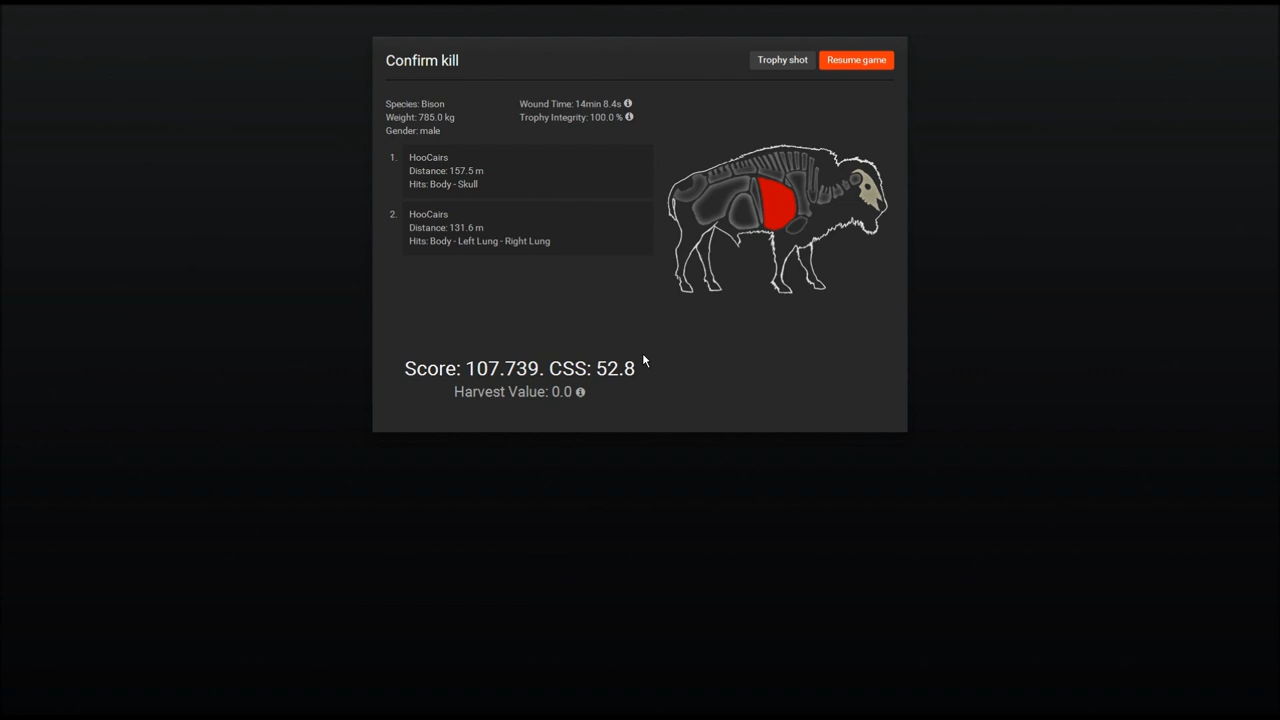 Confirm kill
Trophy shot
Resume game
Species: Bison
Weight: 785.0 kg
Gender: male
Wound Time: 14min 8.4s
Trophy Integrity: 100.0 %
1.
HooCairs
Distance: 157.5 m
Hits: Body - Skull
2.
HooCairs
Distance: 131.6 m
Hits: Body - Left Lung - Right Lung
Score: 107.739. CSS: 52.8
Harvest Value: 0.0